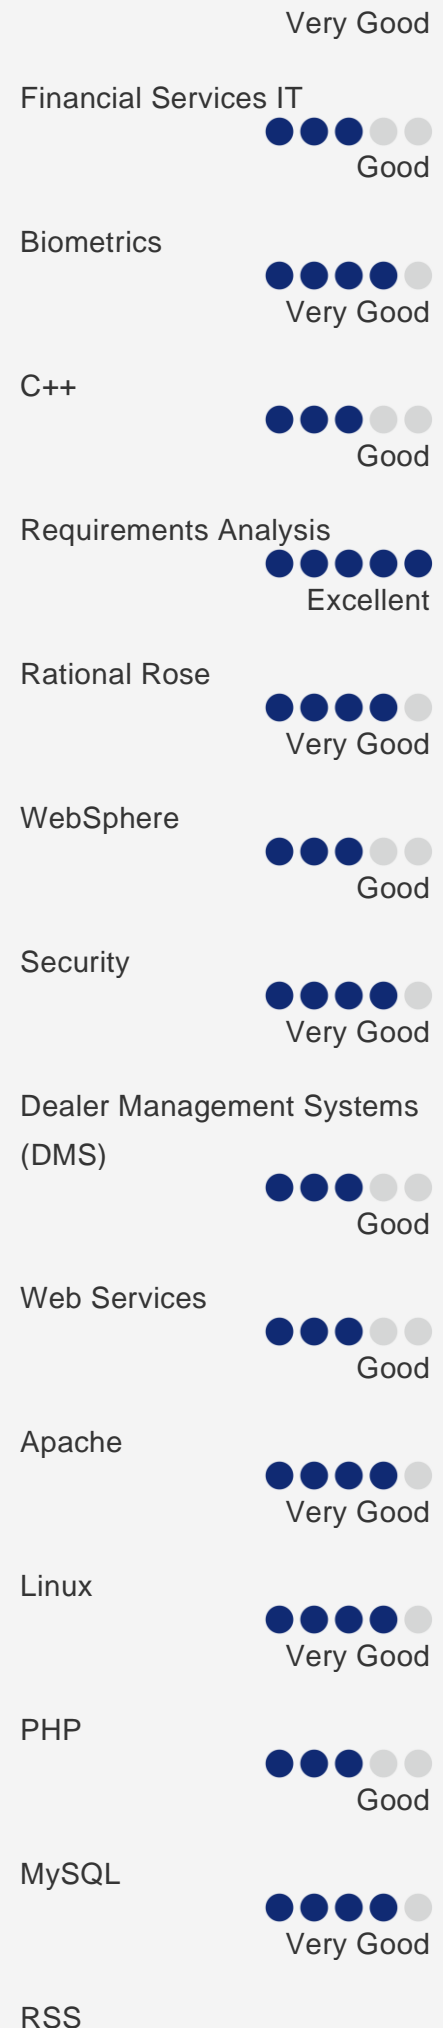 Very Good
Financial Services IT
Good
Biometrics
Very Good
C++
Good
Requirements Analysis
Excellent
Rational Rose
Very Good
WebSphere
Good
Security
Very Good
Dealer Management Systems
(DMS)
Good
Web Services
Good
Apache
Very Good
Linux
Very Good
PHP
Good
MySQL
Very Good
RSS